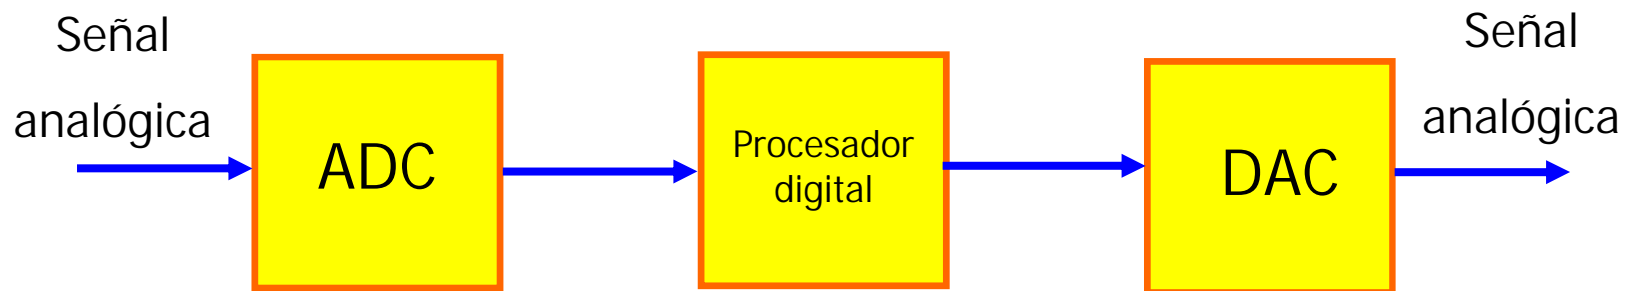 Señal
analógica
ADC
Procesador
digital
DAC
Señal
analógica